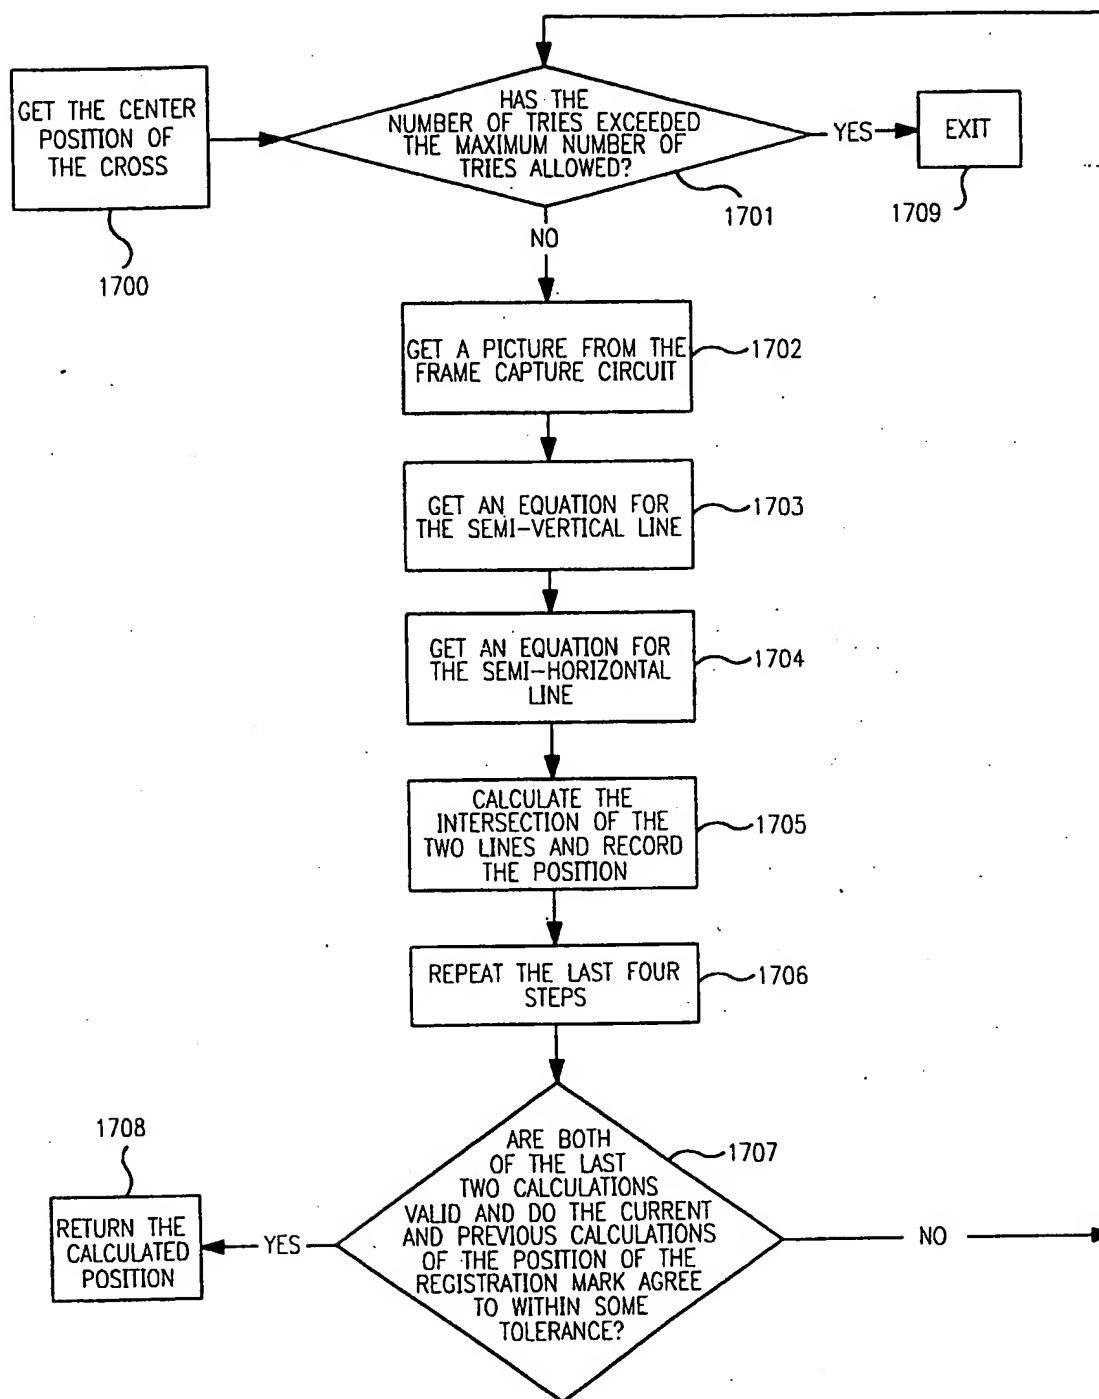 GET THE CENTER
POSITION OF
THE CROSS
1700
HAS THE
NUMBER OF TRIES EXCEEDED
THE MAXIMUM NUMBER OF
TRIES ALLOWED?
1701
YES
EXIT
1709
NO
GET A PICTURE FROM THE
FRAME CAPTURE CIRCUIT
1702
GET AN EQUATION FOR
THE SEMI-VERTICAL LINE
1703
GET AN EQUATION FOR
THE SEMI-HORIZONTAL
LINE
1704
CALCULATE THE
INTERSECTION OF THE
TWO LINES AND RECORD
THE POSITION
1705
REPEAT THE LAST FOUR
STEPS
1706
ARE BOTH
OF THE LAST
TWO CALCULATIONS
VALID AND DO THE CURRENT
AND PREVIOUS CALCULATIONS
OF THE POSITION OF THE
REGISTRATION MARK AGREE
TO WITHIN SOME
TOLERANCE?
1707
YES
NO
1708
RETURN THE
CALCULATED
POSITION